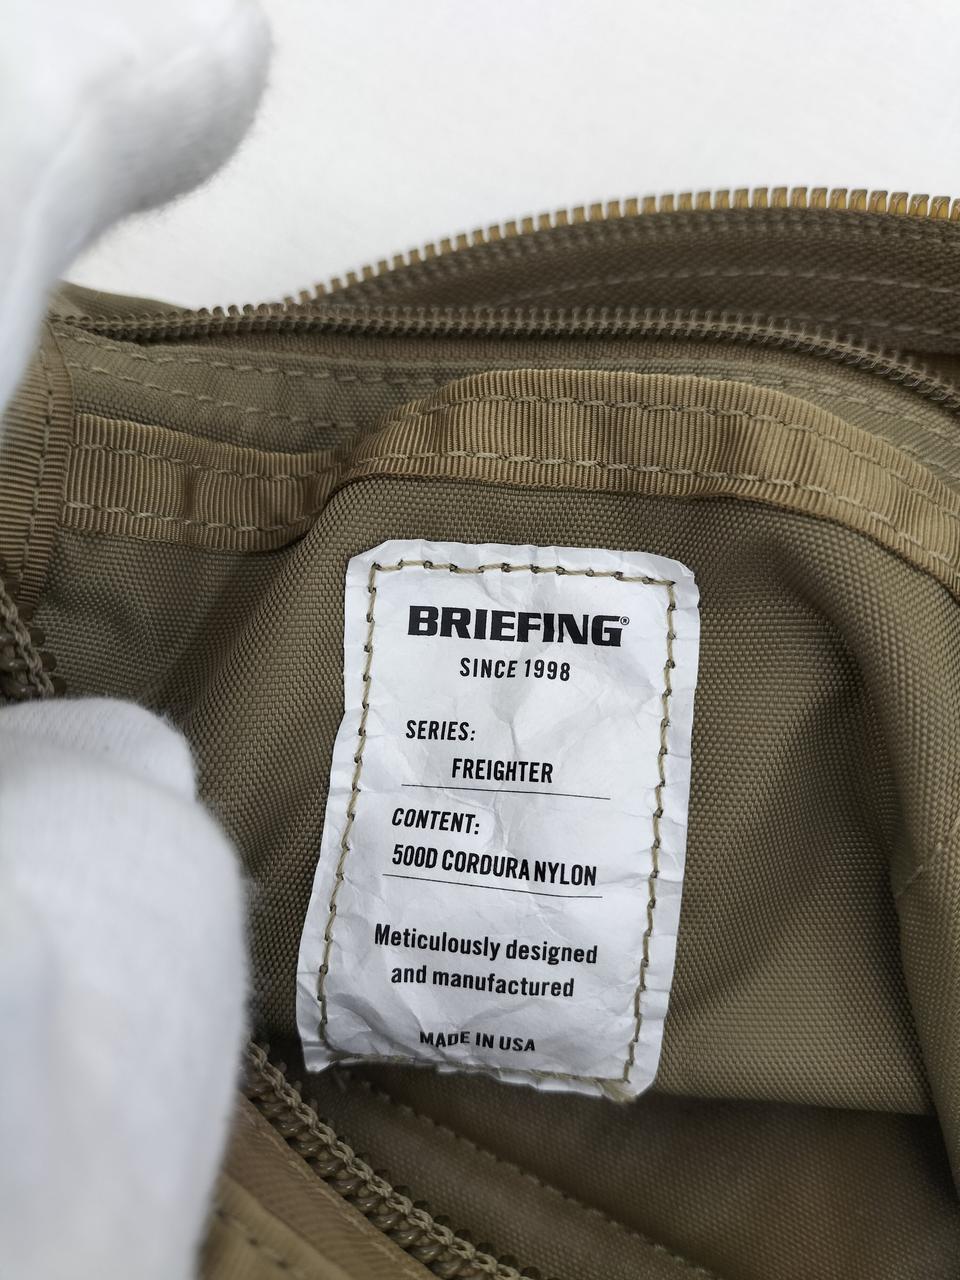 BRIEFING®
SINCE 1998
SERIES:
FREIGHTER
CONTENT:
500D CORDURA NYLON
Meticulously designed
and manufactured
MADE IN USA